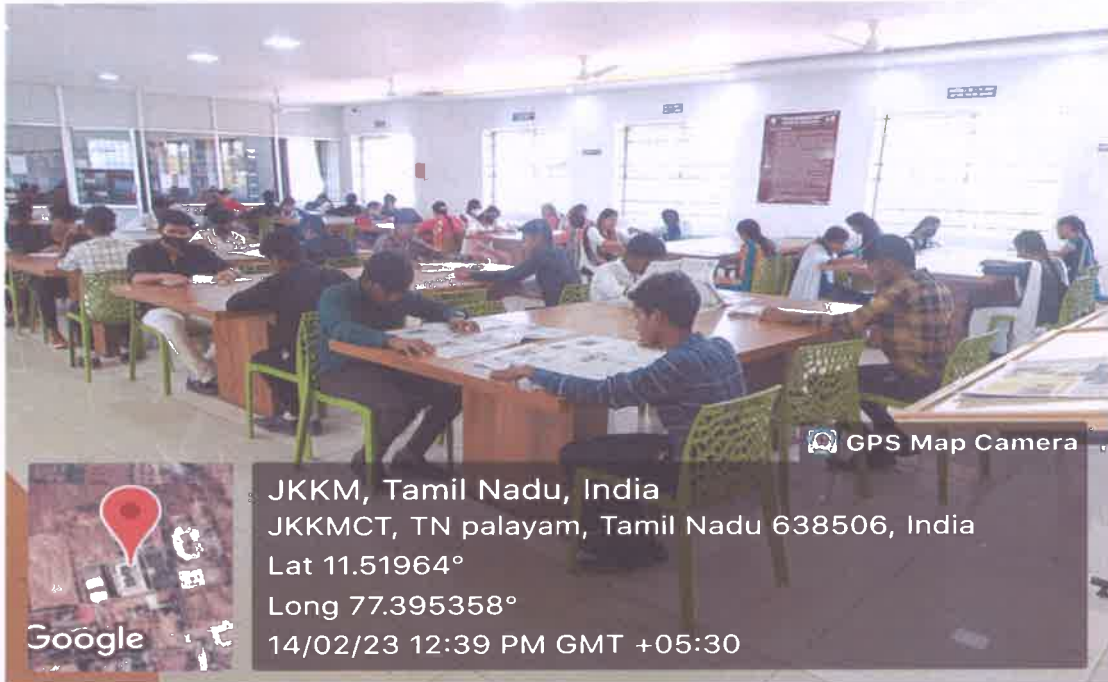 GPS Map Camera
JKKM, Tamil Nadu, India
JKKMCT, TN palayam, Tamil Nadu 638506, India
Lat 11.51964°
Long 77.395358°
14/02/23 12:39 PM GMT +05:30
Google